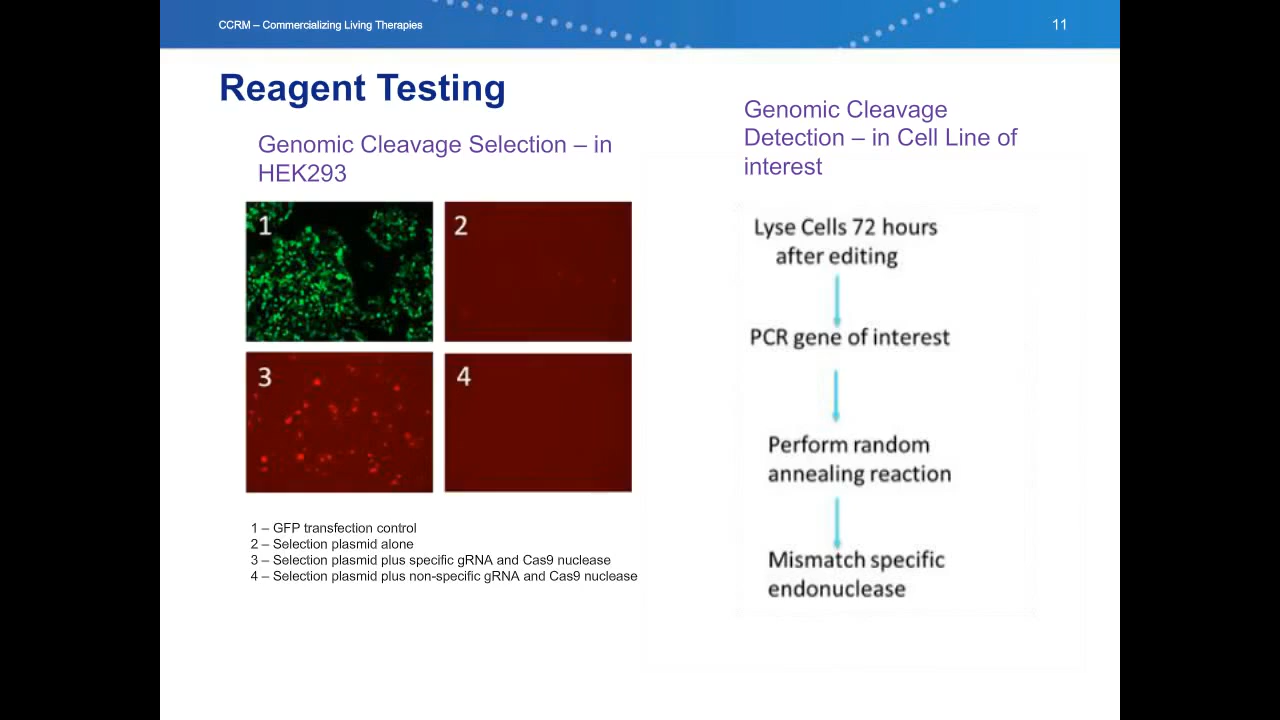 CCRM – Commercializing Living Therapies
11
Reagent Testing
Genomic Cleavage Selection – in
HEK293
1
2
3
4
1 – GFP transfection control
2 – Selection plasmid alone
3 – Selection plasmid plus specific gRNA and Cas9 nuclease
4 – Selection plasmid plus non-specific gRNA and Cas9 nuclease
Genomic Cleavage
Detection – in Cell Line of
interest
Lyse Cells 72 hours
after editing
PCR gene of interest
Perform random
annealing reaction
Mismatch specific
endonuclease